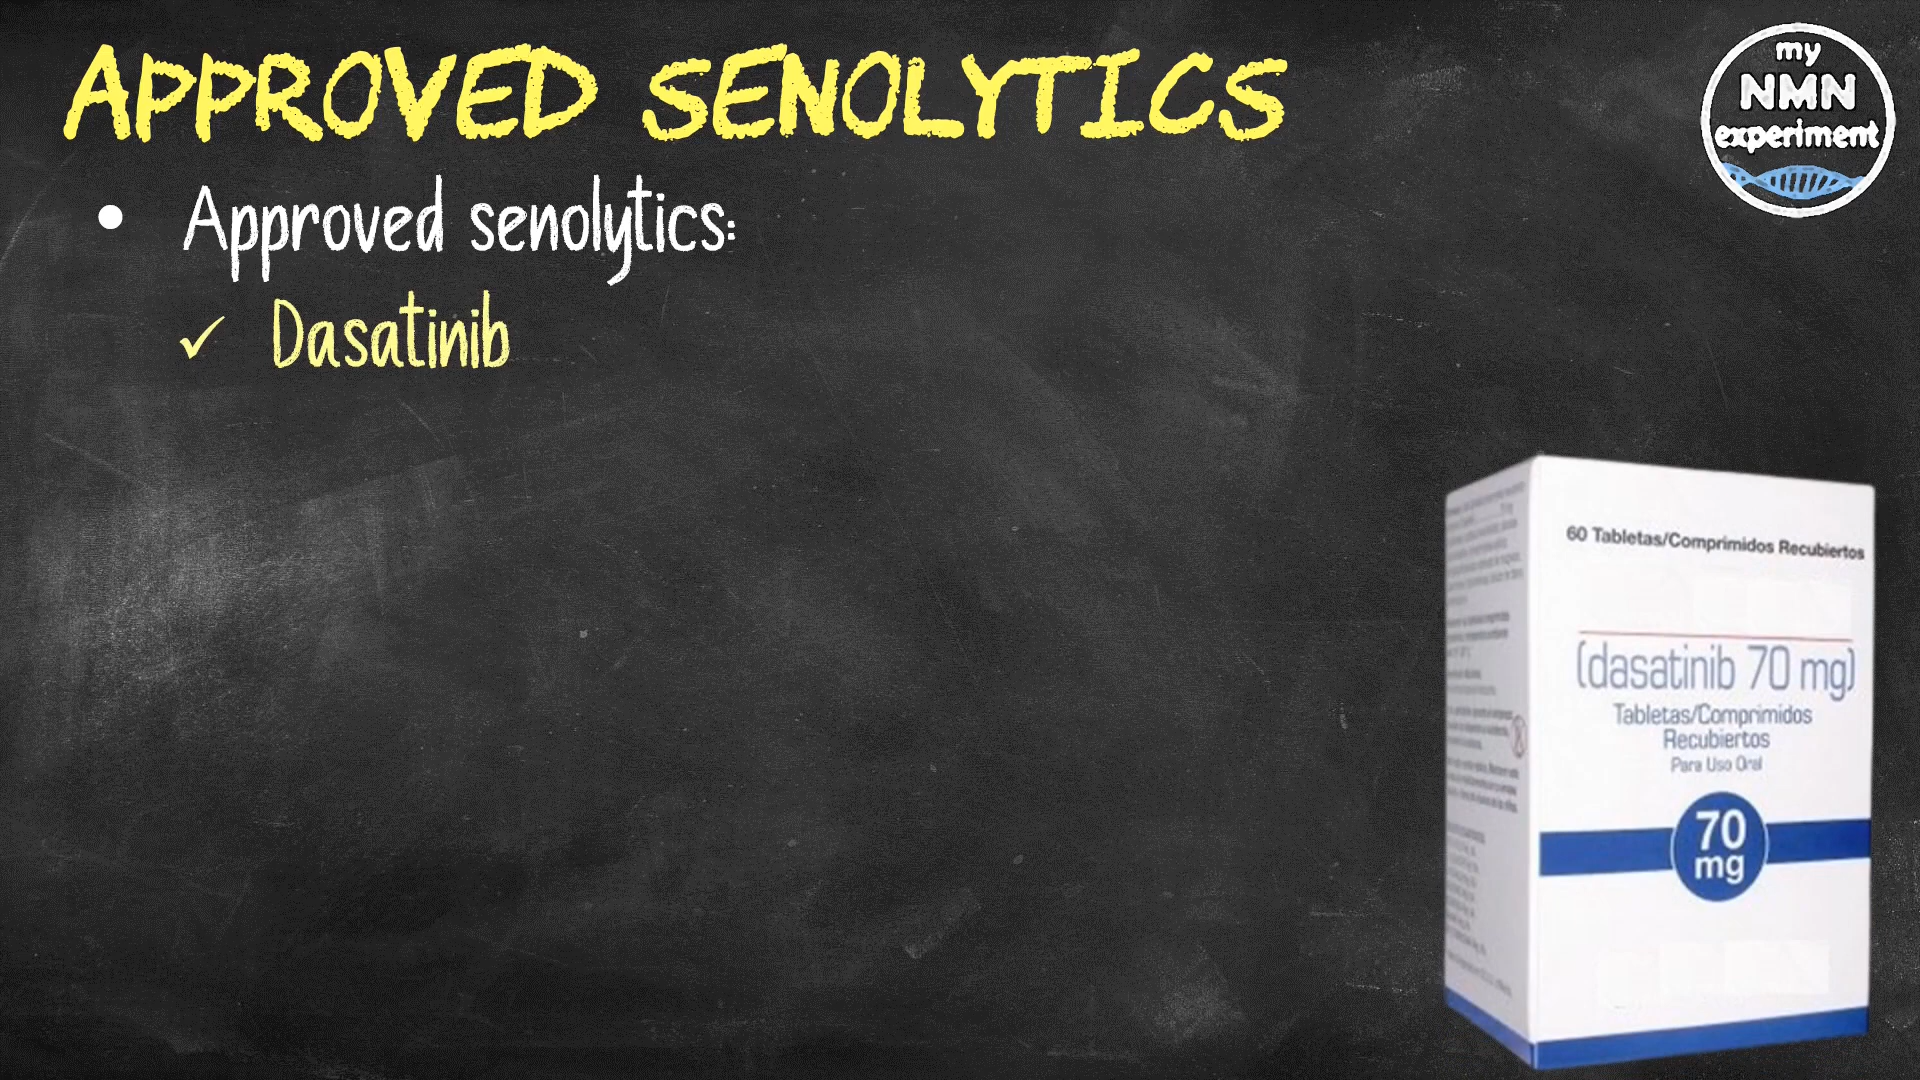 APPROVED SENOLYTICS
my
NMN
experiment
• Approved senolytics:
✓ Dasatinib
60 Tabletas/Comprimidos Recubiertos
(dasatinib 70 mg)
Tabletas/Comprimidos
Recubiertos
Para Uso Oral
70
mg